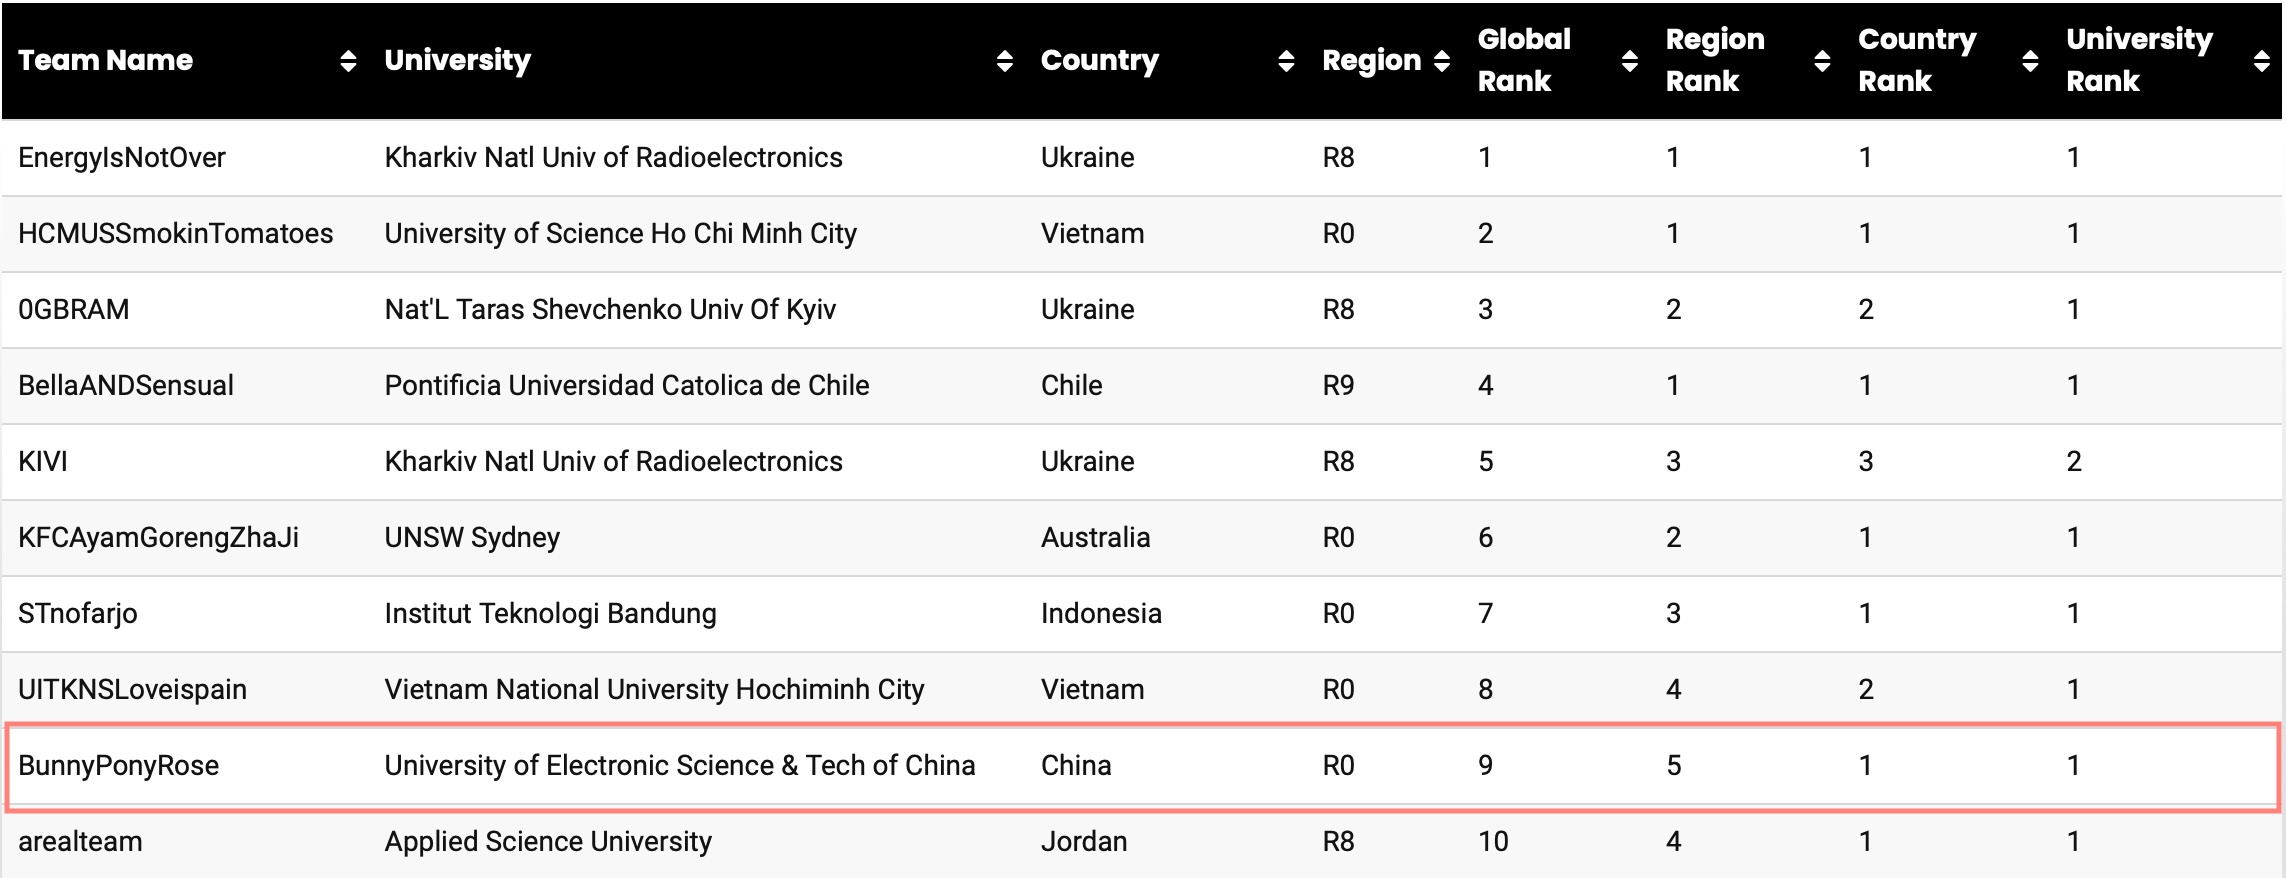 Team Name University Country Region Global Rank Region Rank Country Rank University Rank
EnergyIsNotOver Kharkiv Natl Univ of Radioelectronics Ukraine R8 1 1 1 1
HCMUSSmokinTomatoes University of Science Ho Chi Minh City Vietnam R0 2 1 1 1
0GBRAM Nat'L Taras Shevchenko Univ Of Kyiv Ukraine R8 3 2 2 1
BellaANDSensual Pontificia Universidad Catolica de Chile Chile R9 4 1 1 1
KIVI Kharkiv Natl Univ of Radioelectronics Ukraine R8 5 3 3 2
KFCAyamGorengZhaJi UNSW Sydney Australia R0 6 2 1 1
STnofarjo Institut Teknologi Bandung Indonesia R0 7 3 1 1
UITKNSLoveispain Vietnam National University Hochiminh City Vietnam R0 8 4 2 1
BunnyPonyRose University of Electronic Science & Tech of China China R0 9 5 1 1
arealteam Applied Science University Jordan R8 10 4 1 1